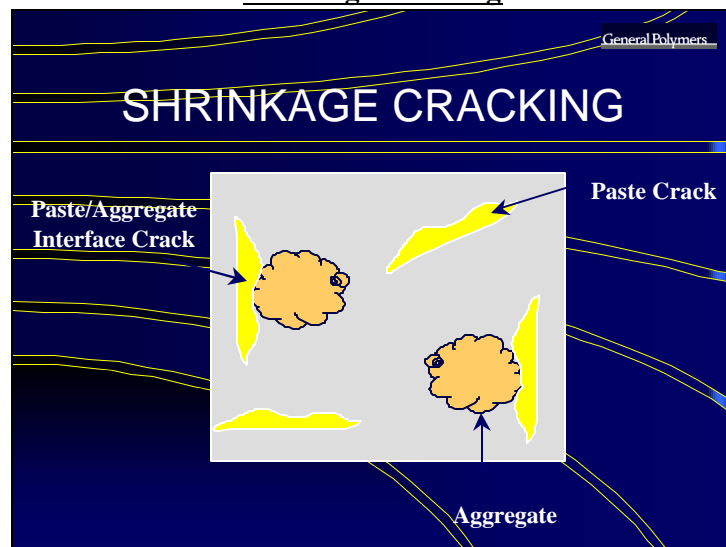 General Polymers
SHRINKAGE CRACKING
Paste/Aggregate
Interface Crack
Paste Crack
Aggregate